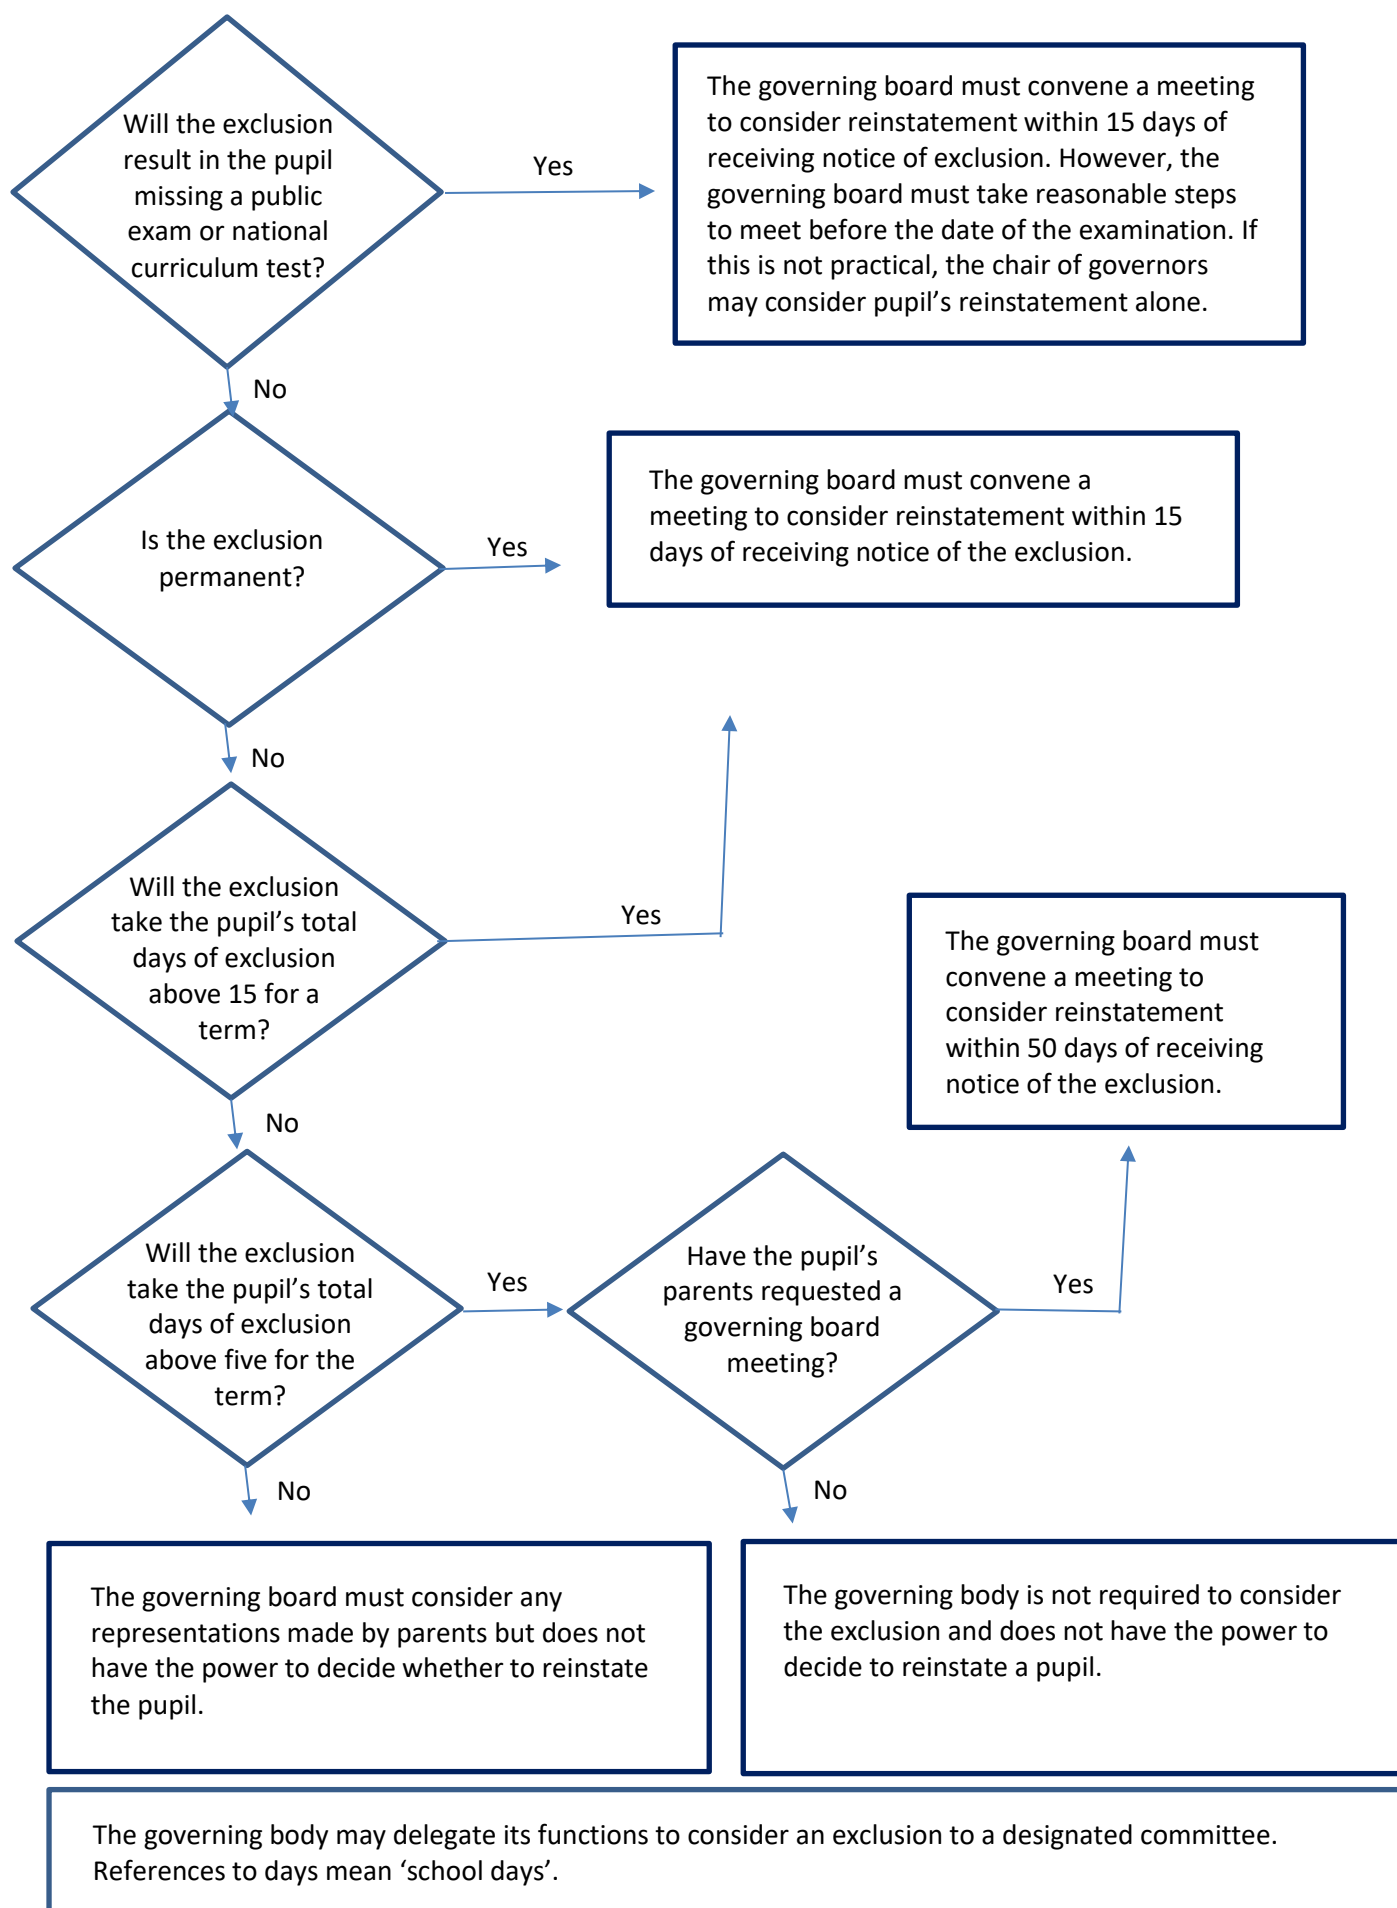 Will the exclusion
result in the pupil
missing a public
exam or national
curriculum test?
Yes
The governing board must convene a meeting
to consider reinstatement within 15 days of
receiving notice of exclusion. However, the
governing board must take reasonable steps
to meet before the date of the examination. If
this is not practical, the chair of governors
may consider pupil’s reinstatement alone.
No
Is the exclusion
permanent?
Yes
The governing board must convene a
meeting to consider reinstatement within 15
days of receiving notice of the exclusion.
No
Will the exclusion
take the pupil’s total
days of exclusion
above 15 for a
term?
Yes
The governing board must
convene a meeting to
consider reinstatement
within 50 days of receiving
notice of the exclusion.
No
Will the exclusion
take the pupil’s total
days of exclusion
above five for the
term?
Yes
Have the pupil’s
parents requested a
governing board
meeting?
Yes
No
No
The governing board must consider any
representations made by parents but does not
have the power to decide whether to reinstate
the pupil.
The governing body is not required to consider
the exclusion and does not have the power to
decide to reinstate a pupil.
The governing body may delegate its functions to consider an exclusion to a designated committee.
References to days mean ‘school days’.